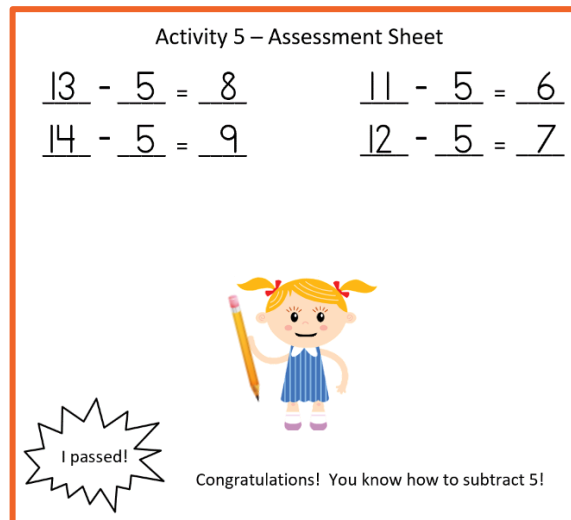 Activity 5 – Assessment Sheet
13 - 5 = 8 11 - 5 = 6
14 - 5 = 9 12 - 5 = 7
I passed!
Congratulations! You know how to subtract 5!